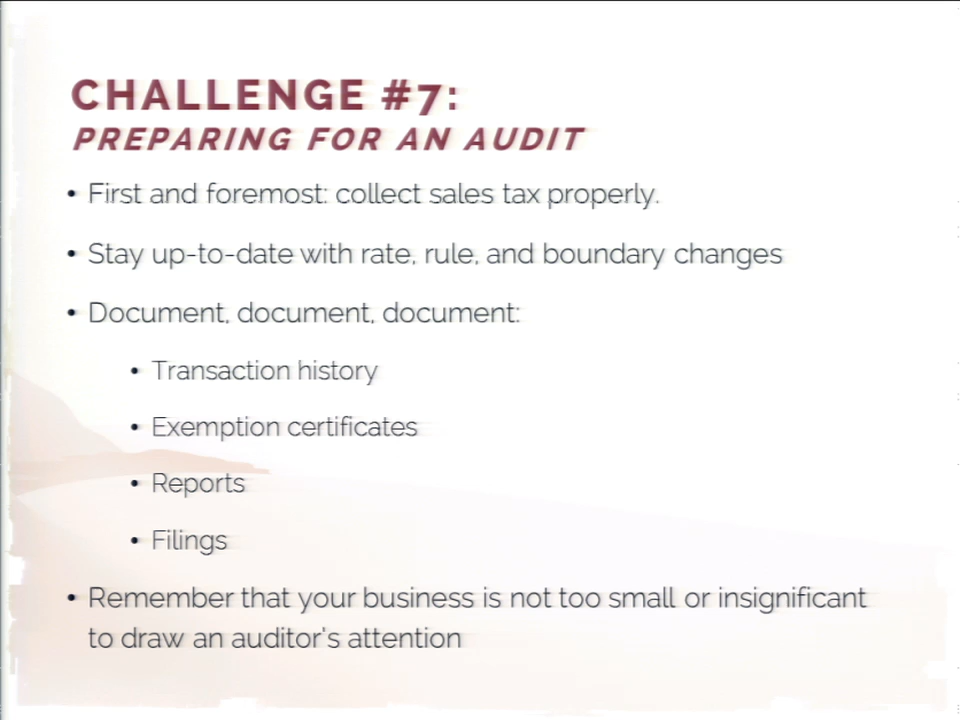 CHALLENGE #7:
PREPARING FOR AN AUDIT
• First and foremost: collect sales tax properly.
• Stay up-to-date with rate, rule, and boundary changes
• Document, document, document:
• Transaction history
• Exemption certificates
• Reports
• Filings
• Remember that your business is not too small or insignificant
to draw an auditor's attention